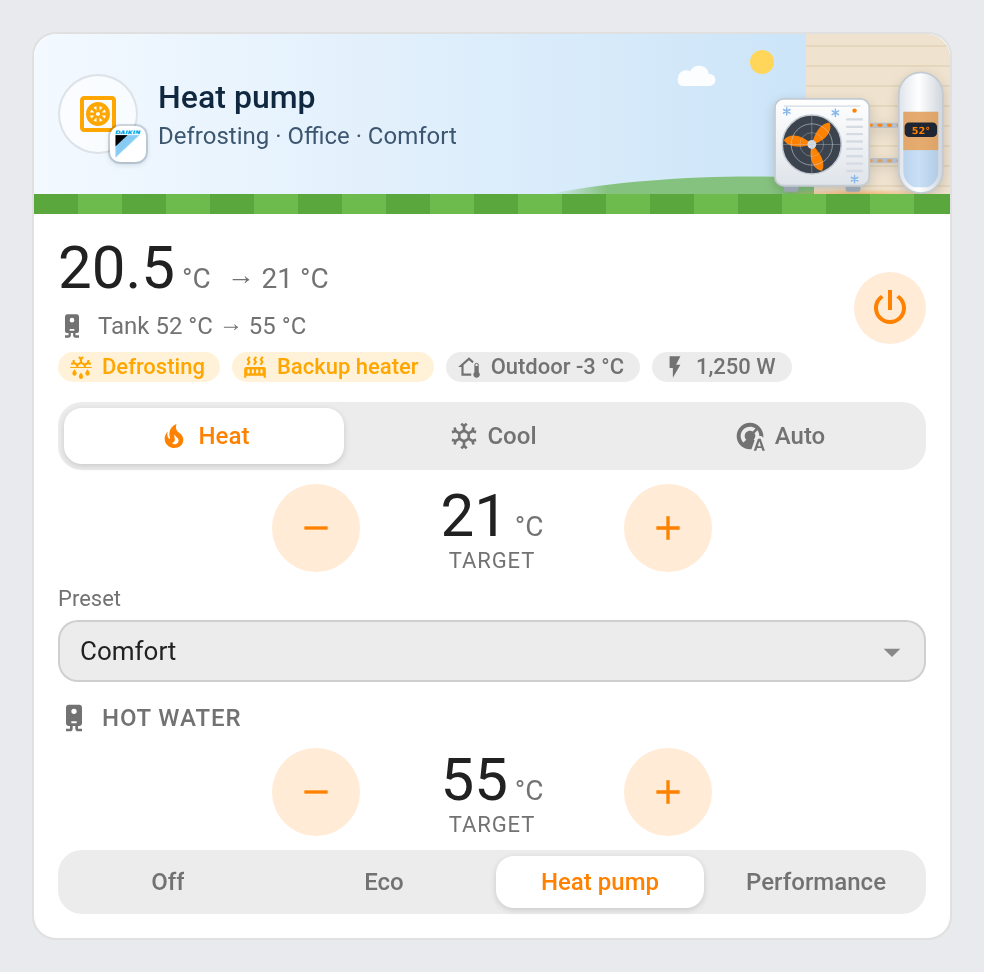 Heat pump
Defrosting · Office · Comfort
DAIKIN
52°
20.5 °C → 21 °C
Tank 52 °C → 55 °C
Defrosting Backup heater Outdoor -3 °C 1,250 W
Heat Cool Auto
21 °C
TARGET
Preset
Comfort
HOT WATER
55 °C
TARGET
Off Eco Heat pump Performance